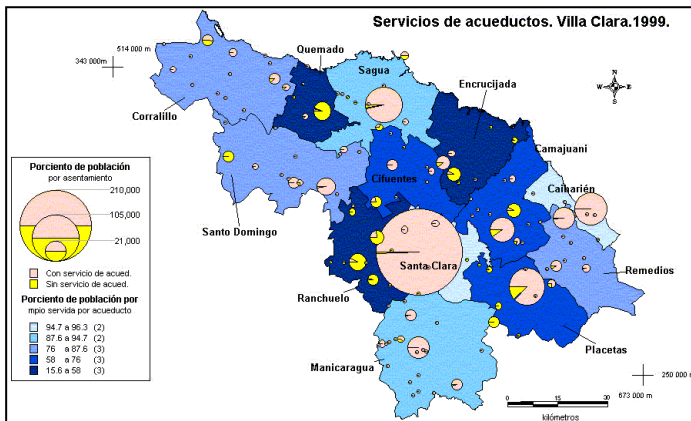 Servicios de acueductos. Villa Clara.1999.
514 000 m
343 000m
Quemado
Sagua
Encrucijada
N
W E
S
Corralillo
Camajuani
Cifuentes
Caibarién
Santo Domingo
Santa Clara
Remedios
Ranchuelo
Placetas
Manicaragua
Porciento de población
por asentamiento
210,000
105,000
21,000
Con servicio de acued.
Sin servicio de acued.
Porciento de población por
mpio servida por acueducto
94.7 a 96.3 (2)
87.6 a 94.7 (2)
76 a 87.6 (3)
58 a 76 (3)
15.6 a 58 (3)
250 000 m
673 000 m
0 15 30
kilómetros